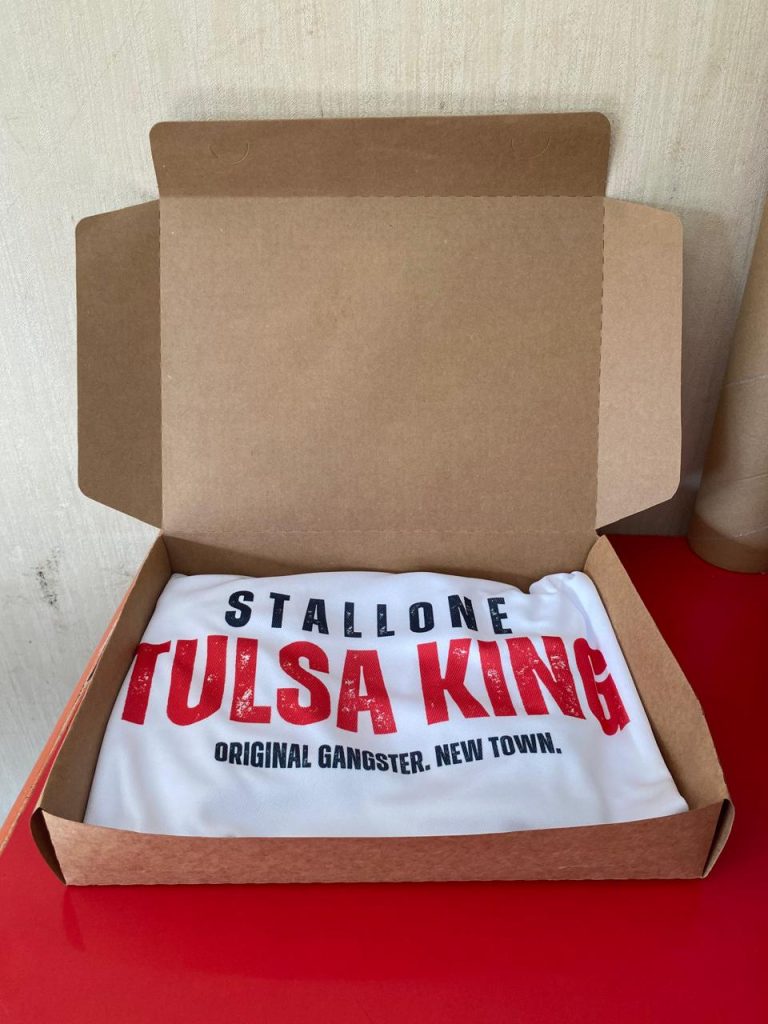 STALLONE
TULSA KING
ORIGINAL GANGSTER. NEW TOWN.